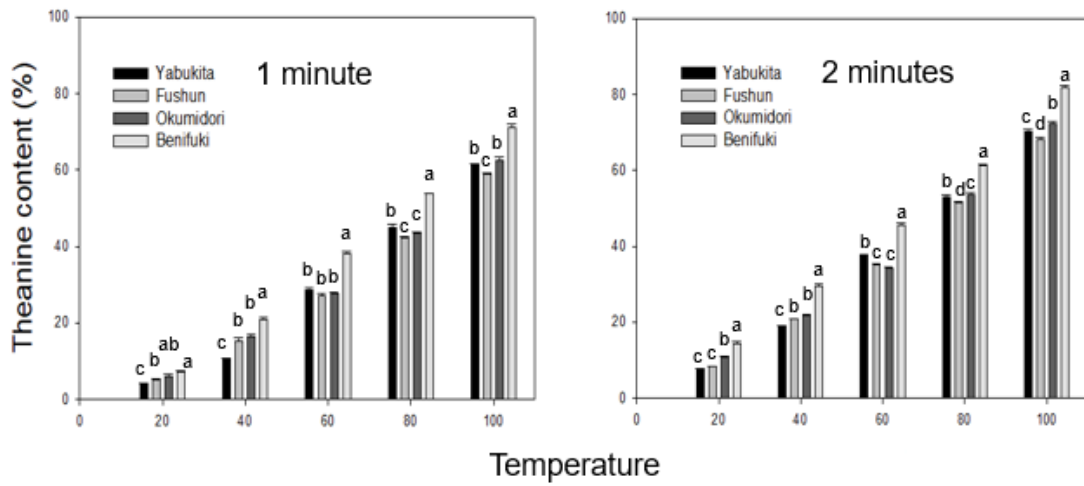 Theanine content (%)
1 minute
Yabukita
Fushun
Okumidori
Benifuki
100
80
60
40
20
0
c b ab a
c b b a
b b b a
b c c a
b c b a
0 20 40 60 80 100
2 minutes
Yabukita
Fushun
Okumidori
Benifuki
100
80
60
40
20
0
c c b a
c b b a
b c c a
b d c a
c d b a
0 20 40 60 80 100
Temperature